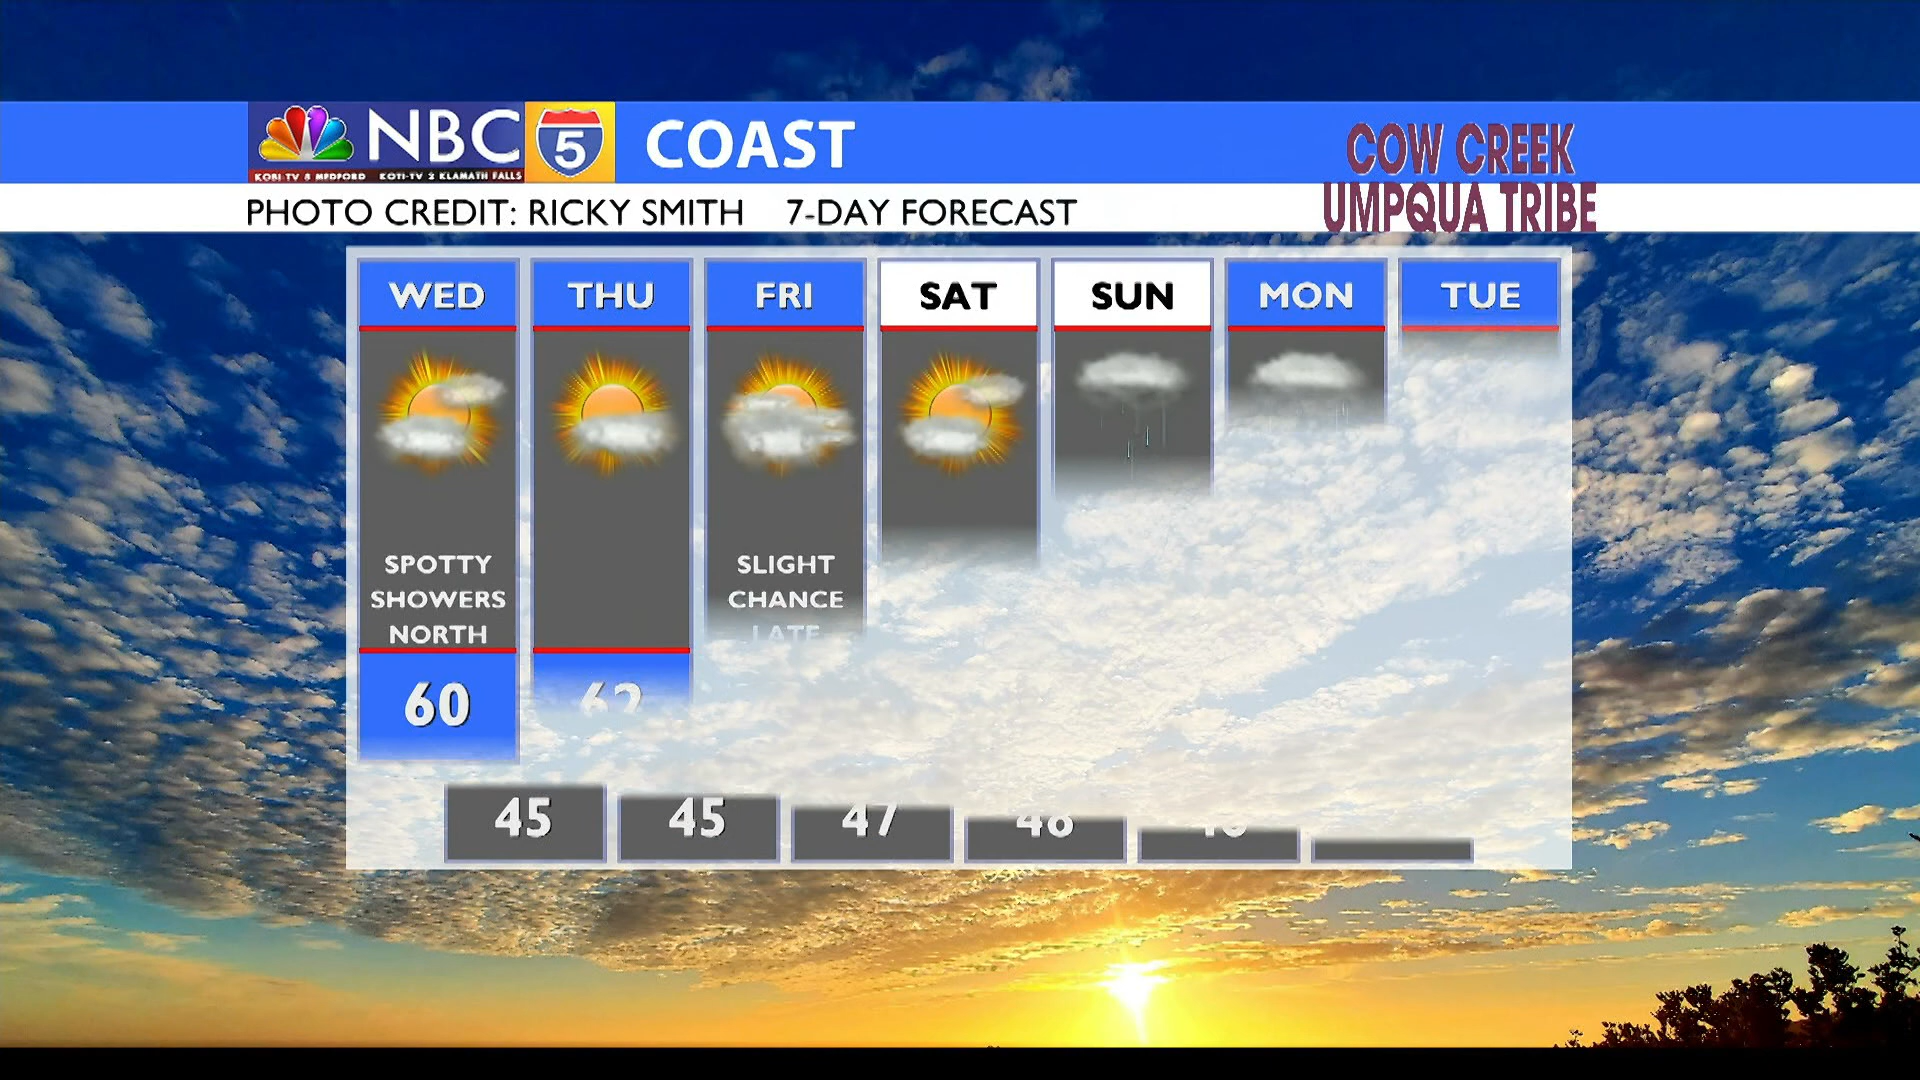 NBC 5 COAST
KOBI-TV 5 MEDFORD KOTI-TV 2 KLAMATH FALLS
COW CREEK
UMPQUA TRIBE
PHOTO CREDIT: RICKY SMITH 7-DAY FORECAST
WED THU FRI SAT SUN MON TUE
SPOTTY
SHOWERS
NORTH
SLIGHT
CHANCE
LATE
60 62
45 45 47